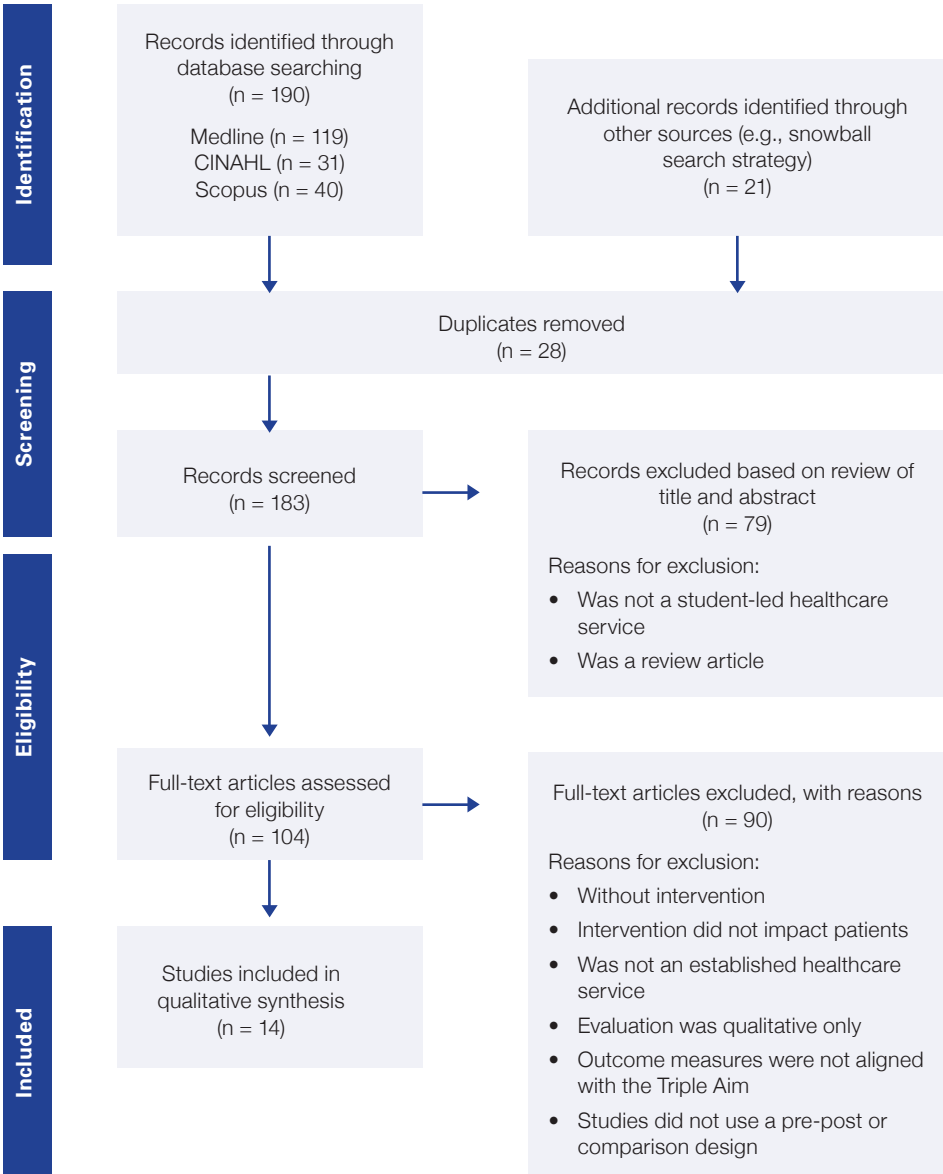 Identification
Records identified through
database searching
(n = 190)
Medline (n = 119)
CINAHL (n = 31)
Scopus (n = 40)
Additional records identified through
other sources (e.g., snowball
search strategy)
(n = 21)
Screening
Duplicates removed
(n = 28)
Records screened
(n = 183)
Records excluded based on review of
title and abstract
(n = 79)
Reasons for exclusion:
• Was not a student-led healthcare
service
• Was a review article
Eligibility
Full-text articles assessed
for eligibility
(n = 104)
Full-text articles excluded, with reasons
(n = 90)
Reasons for exclusion:
• Without intervention
• Intervention did not impact patients
• Was not an established healthcare
service
• Evaluation was qualitative only
• Outcome measures were not aligned
with the Triple Aim
• Studies did not use a pre-post or
comparison design
Included
Studies included in
qualitative synthesis
(n = 14)